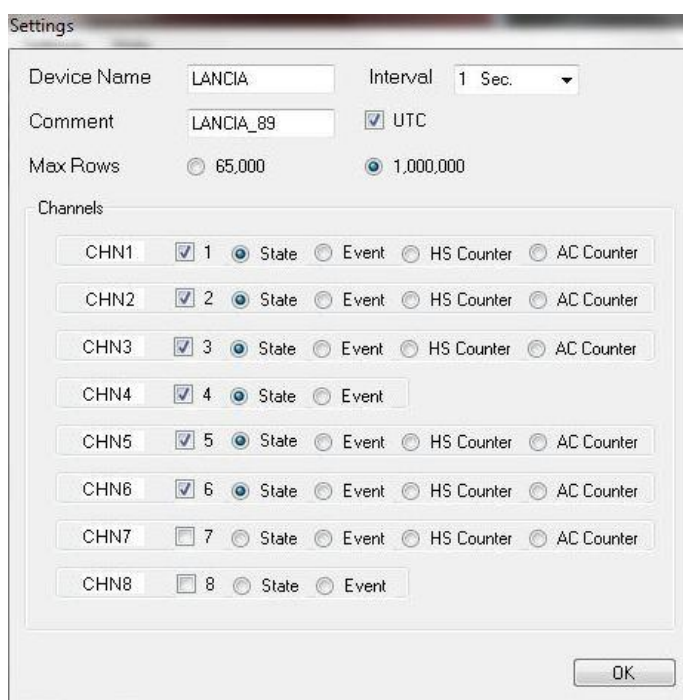 Settings
Device Name LANCIA Interval 1 Sec.
Comment LANCIA_89 UTC
Max Rows 65,000 1,000,000
Channels
CHN1 1 State Event HS Counter AC Counter
CHN2 2 State Event HS Counter AC Counter
CHN3 3 State Event HS Counter AC Counter
CHN4 4 State Event
CHN5 5 State Event HS Counter AC Counter
CHN6 6 State Event HS Counter AC Counter
CHN7 7 State Event HS Counter AC Counter
CHN8 8 State Event
OK